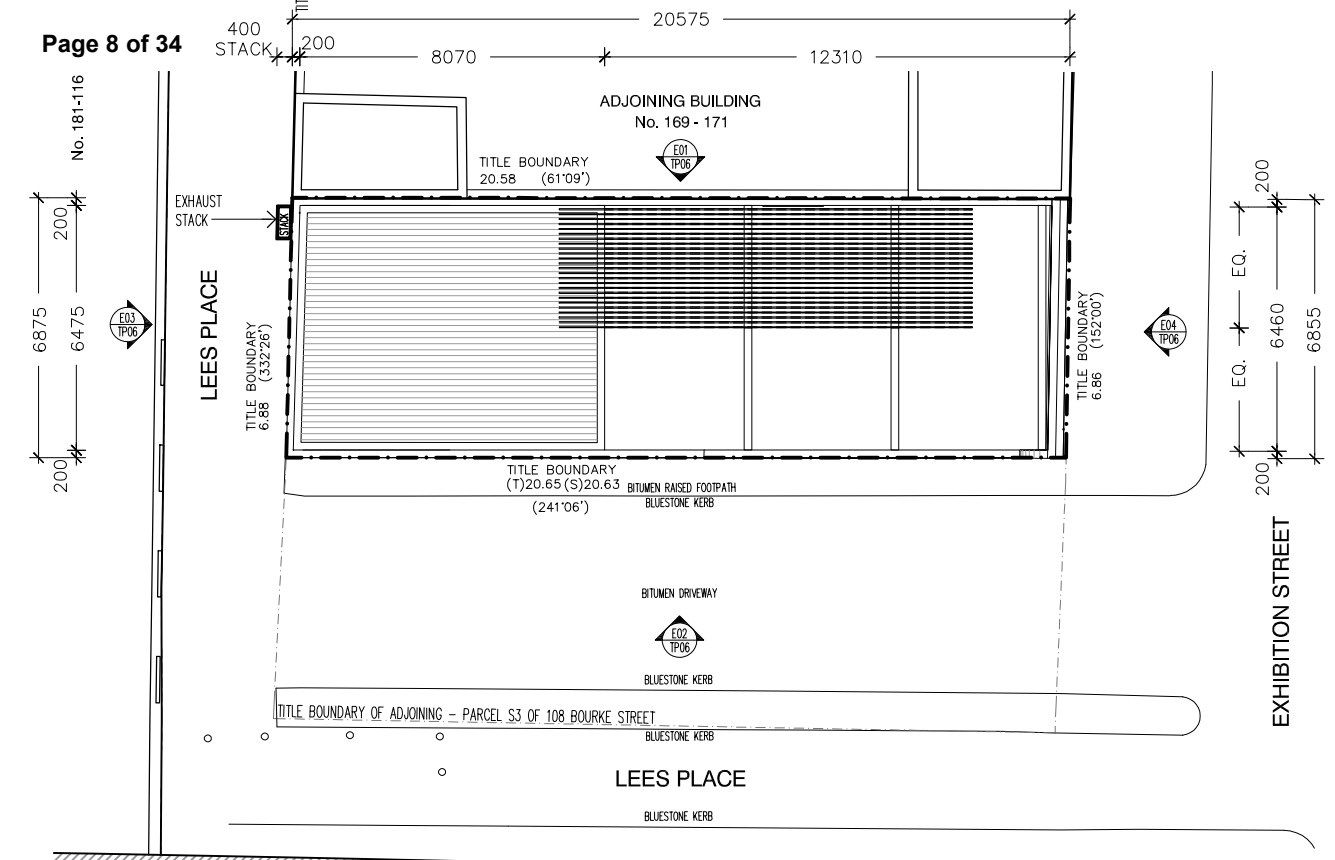 20575
Page 8 of 34
400
STACK
200
8070
12310
No. 181-116
ADJOINING BUILDING
No. 169 - 171
E01
TP06
TITLE BOUNDARY
20.58 (61°09')
EXHAUST
STACK
STACK
200
6875
6475
200
E03
TP06
LEES PLACE
TITLE BOUNDARY
(332°26')
6.88
TITLE BOUNDARY
(152°00')
6.86
E04
TP06
200
EQ.
EQ.
6460
6855
200
TITLE BOUNDARY
(T)20.65 (S)20.63
(241°06')
BITUMEN RAISED FOOTPATH
BLUESTONE KERB
BITUMEN DRIVEWAY
E02
TP06
EXHIBITION STREET
BLUESTONE KERB
TITLE BOUNDARY OF ADJOINING - PARCEL S3 OF 108 BOURKE STREET
BLUESTONE KERB
LEES PLACE
BLUESTONE KERB